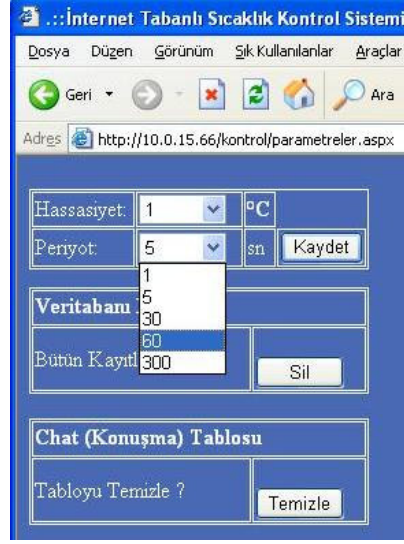 .::İnternet Tabanlı Sıcaklık Kontrol Sistemi
Dosya Düzen Görünüm Sık Kullanılanlar Araçlar
Geri Ara
Adres http://10.0.15.66/kontrol/parametreler.aspx
Hassasiyet: 1 ºC
Periyot: 5 sn Kaydet
1
5
30
60
300
Veritabanı
Bütün Sil
Chat (Konuşma) Tablosu
Tabloyu Temizle ?
Temizle